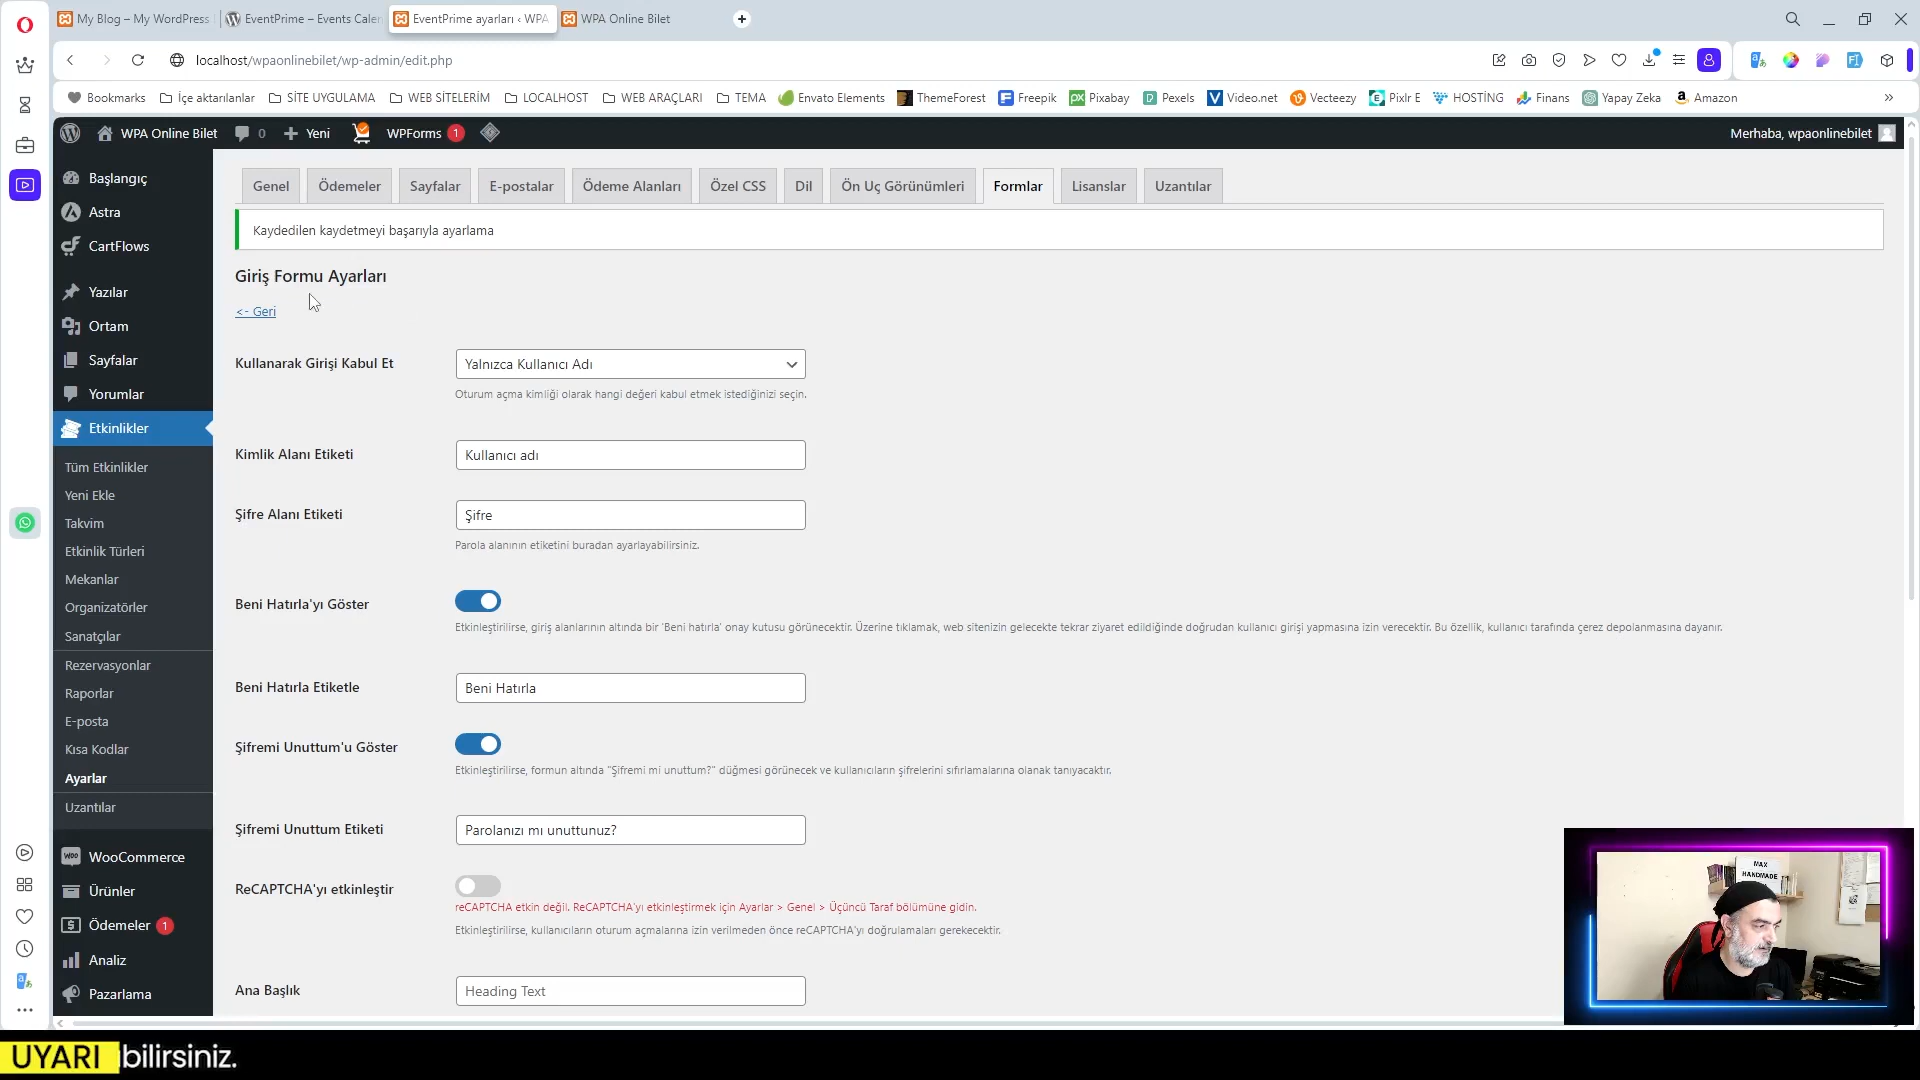 My Blog – My WordPress
EventPrime – Events Calen
EventPrime ayarları ‹ WPA
WPA Online Bilet
localhost/wpaonlinebilet/wp-admin/edit.php
Bookmarks
İçe aktarılanlar
SİTE UYGULAMA
WEB SİTELERİM
LOCALHOST
WEB ARAÇLARI
TEMA
Envato Elements
ThemeForest
Freepik
Pixabay
Pexels
Video.net
Vecteezy
Pixlr E
HOSTİNG
Finans
Yapay Zeka
Amazon
WPA Online Bilet
0
Yeni
WPForms 1
Merhaba, wpaonlinebilet
Başlangıç
Astra
CartFlows
Yazılar
Ortam
Sayfalar
Yorumlar
Etkinlikler
Tüm Etkinlikler
Yeni Ekle
Takvim
Etkinlik Türleri
Mekanlar
Organizatörler
Sanatçılar
Rezervasyonlar
Raporlar
E-posta
Kısa Kodlar
Ayarlar
Uzantılar
WooCommerce
Ürünler
Ödemeler 1
Analiz
Pazarlama
Genel
Ödemeler
Sayfalar
E-postalar
Ödeme Alanları
Özel CSS
Dil
Ön Uç Görünümleri
Formlar
Lisanslar
Uzantılar
Kaydedilen kaydetmeyi başarıyla ayarlama
Giriş Formu Ayarları
<- Geri
Kullanarak Girişi Kabul Et
Yalnızca Kullanıcı Adı
Oturum açma kimliği olarak hangi değeri kabul etmek istediğinizi seçin.
Kimlik Alanı Etiketi
Kullanıcı adı
Şifre Alanı Etiketi
Şifre
Parola alanının etiketini buradan ayarlayabilirsiniz.
Beni Hatırla'yı Göster
Etkinleştirilirse, giriş alanlarının altında bir 'Beni hatırla' onay kutusu görünecektir. Üzerine tıklamak, web sitenizin gelecekte tekrar ziyaret edildiğinde doğrudan kullanıcı girişi yapmasına izin verecektir. Bu özellik, kullanıcı tarafında çerez depolanmasına dayanır.
Beni Hatırla Etiketle
Beni Hatırla
Şifremi Unuttum'u Göster
Etkinleştirilirse, formun altında "Şifremi mi unuttum?" düğmesi görünecek ve kullanıcıların şifrelerini sıfırlamalarına olanak tanıyacaktır.
Şifremi Unuttum Etiketi
Parolanızı mı unuttunuz?
ReCAPTCHA'yı etkinleştir
reCAPTCHA etkin değil. ReCAPTCHA'yı etkinleştirmek için Ayarlar > Genel > Üçüncü Taraf bölümüne gidin.
Etkinleştirilirse, kullanıcıların oturum açmalarına izin verilmeden önce reCAPTCHA'yı doğrulamaları gerekecektir.
Ana Başlık
Heading Text
MAX
HANDMADE
UYARI
bilirsiniz.